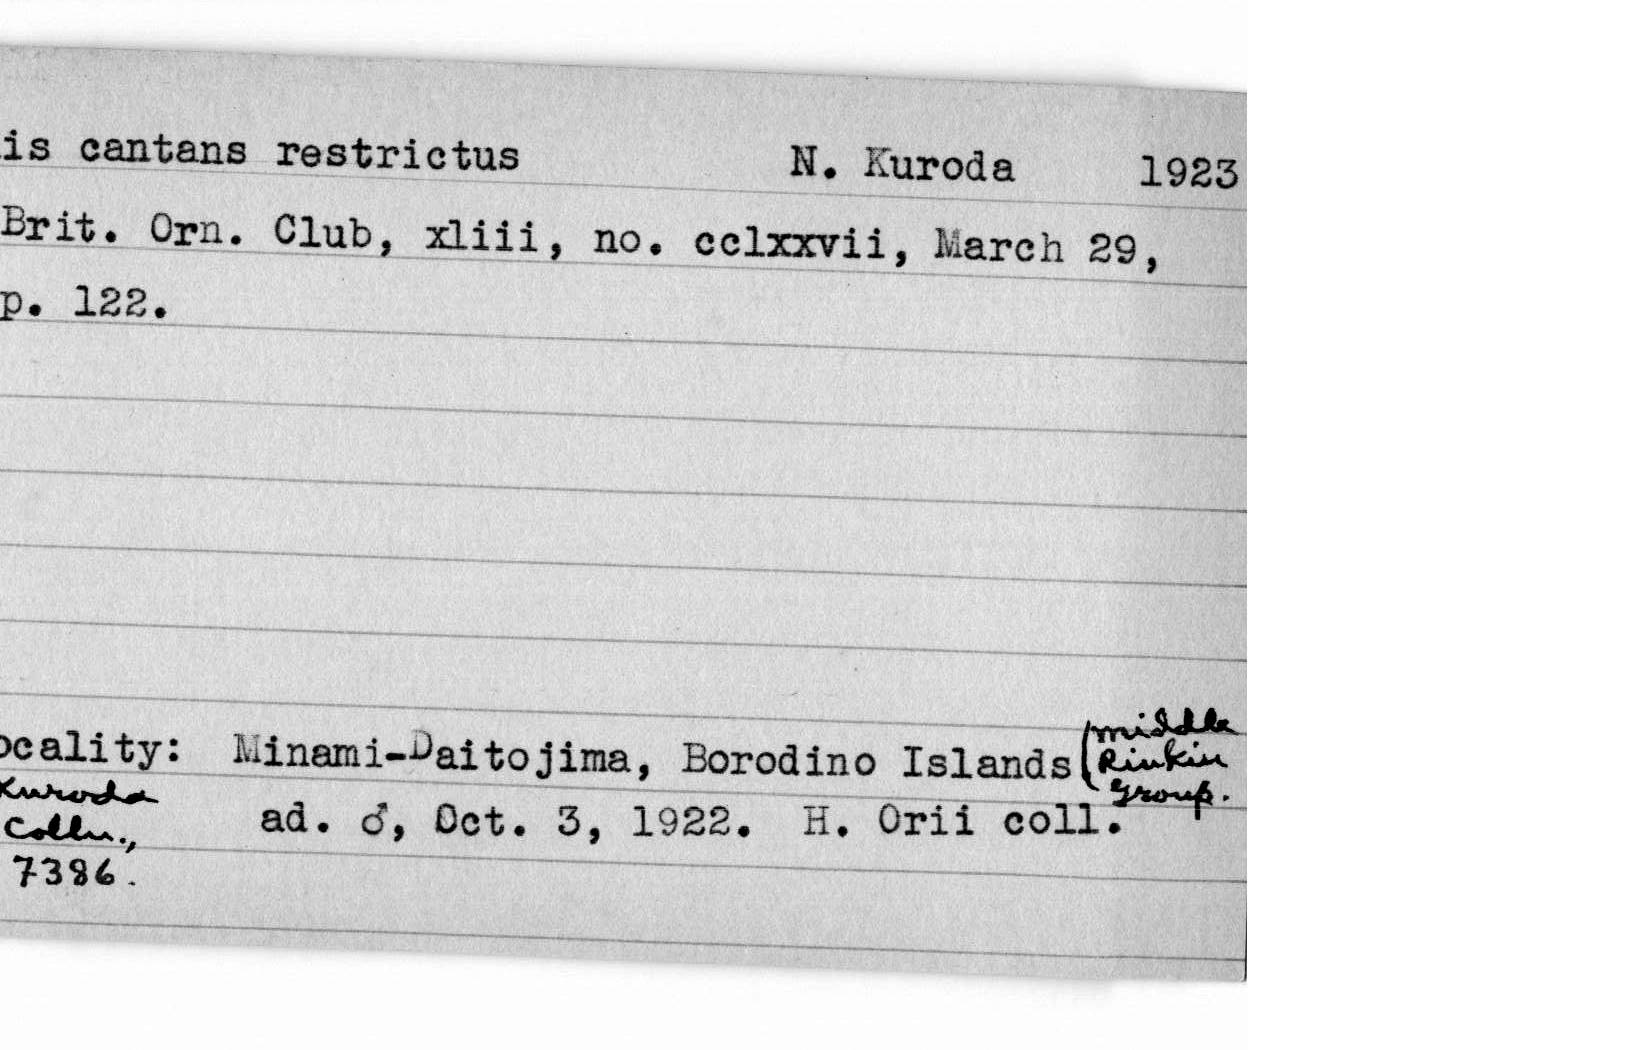 is cantans restrictus N. Kuroda 1923
Brit. Orn. Club, xliii, no. cclxxvii, March 29,
p. 122.
ocality: Minami-Daitojima, Borodino Islands (middle
Riukiu
Group.
Kuroda
Colln.,
7386.
ad. ♂, Oct. 3, 1922. H. Orii coll.